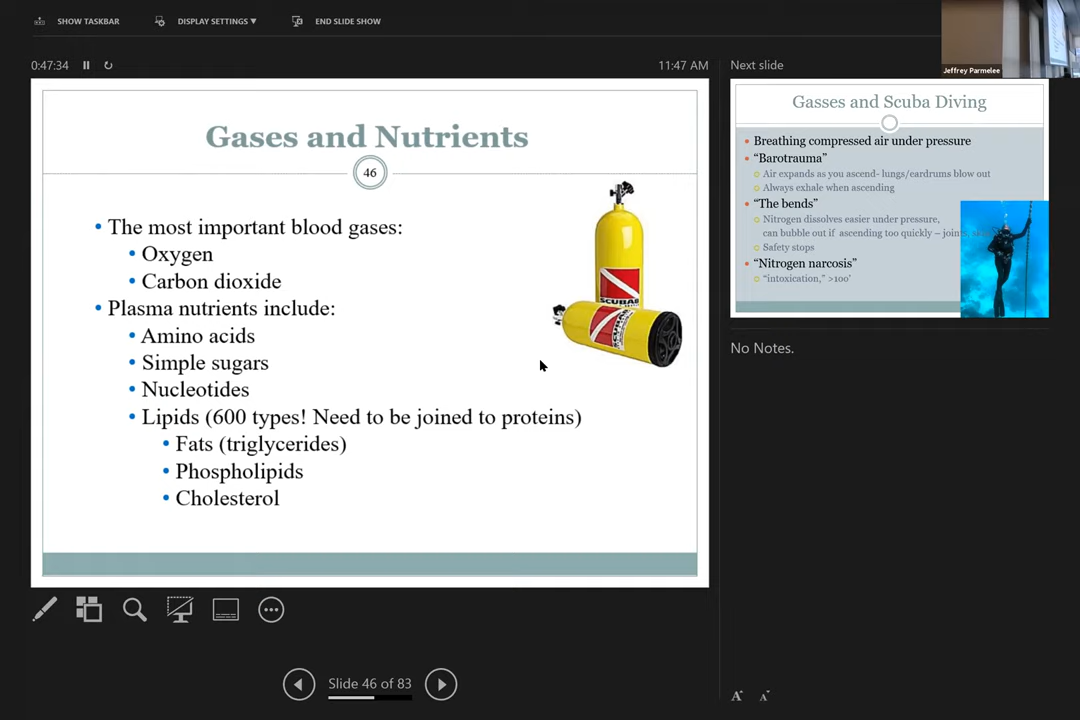 SHOW TASKBAR
DISPLAY SETTINGS ▼
END SLIDE SHOW
0:47:34
11:47 AM
Next slide
Jeffrey Parmelee
Gases and Nutrients
46
• The most important blood gases:
• Oxygen
• Carbon dioxide
• Plasma nutrients include:
• Amino acids
• Simple sugars
• Nucleotides
• Lipids (600 types! Need to be joined to proteins)
• Fats (triglycerides)
• Phospholipids
• Cholesterol
SCUBA
Gasses and Scuba Diving
Breathing compressed air under pressure
“Barotrauma”
Air expands as you ascend- lungs/eardrums blow out
Always exhale when ascending
“The bends”
Nitrogen dissolves easier under pressure,
can bubble out if ascending too quickly – joints,
Safety stops
“Nitrogen narcosis”
“intoxication,” >100’
No Notes.
Slide 46 of 83
A A